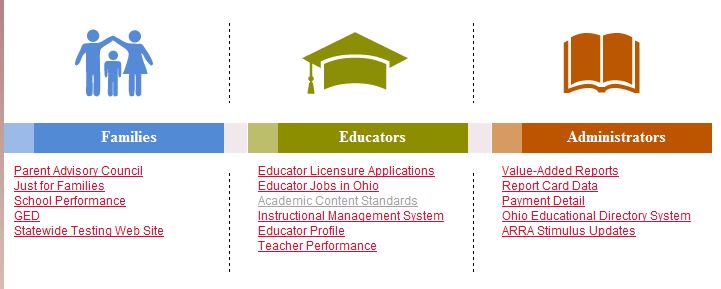 Families
Parent Advisory Council
Just for Families
School Performance
GED
Statewide Testing Web Site
Educators
Educator Licensure Applications
Educator Jobs in Ohio
Academic Content Standards
Instructional Management System
Educator Profile
Teacher Performance
Administrators
Value-Added Reports
Report Card Data
Payment Detail
Ohio Educational Directory System
ARRA Stimulus Updates